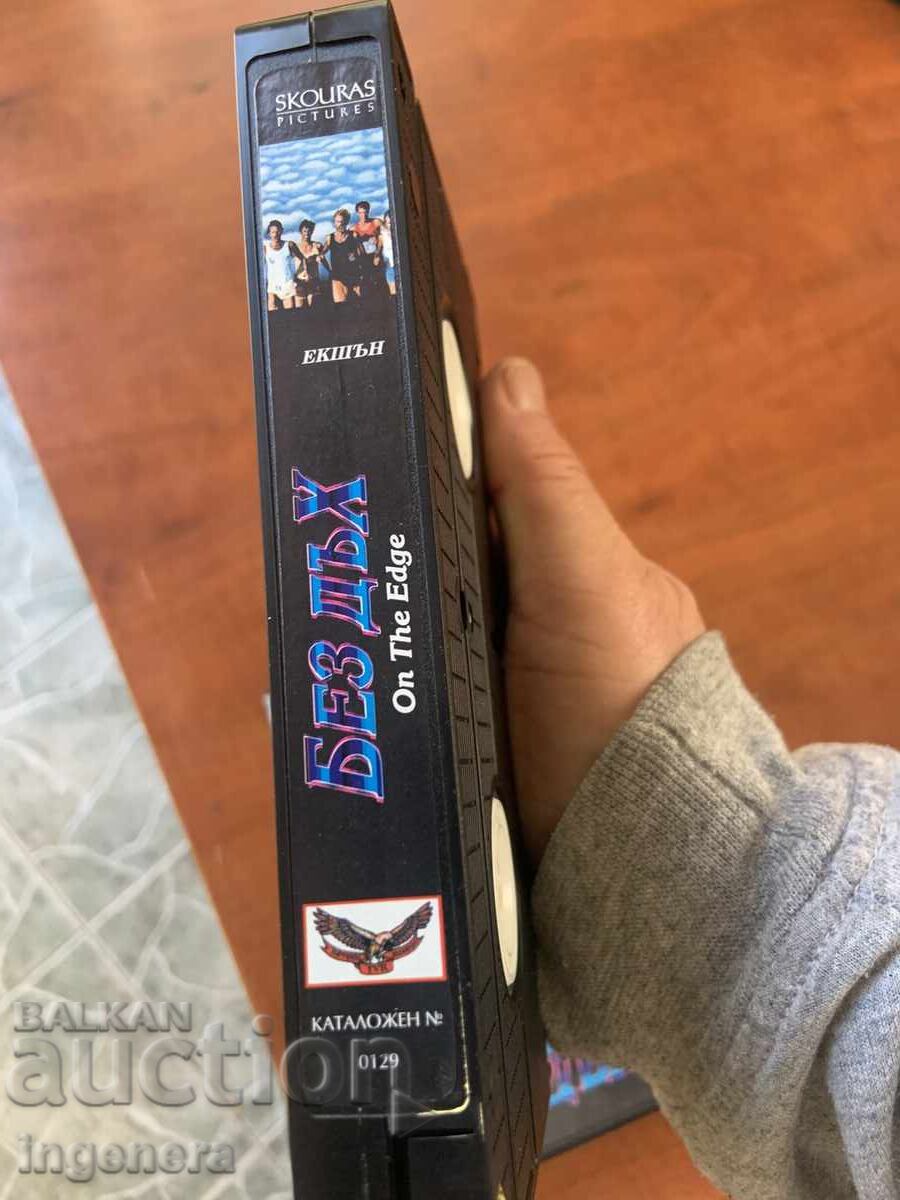 SKOURAS
PICTURES
ЕКШЪН
БЕЗ ДЪХ
On The Edge
КАТАЛОЖЕН №
0129
BALKAN
auction
ingenera